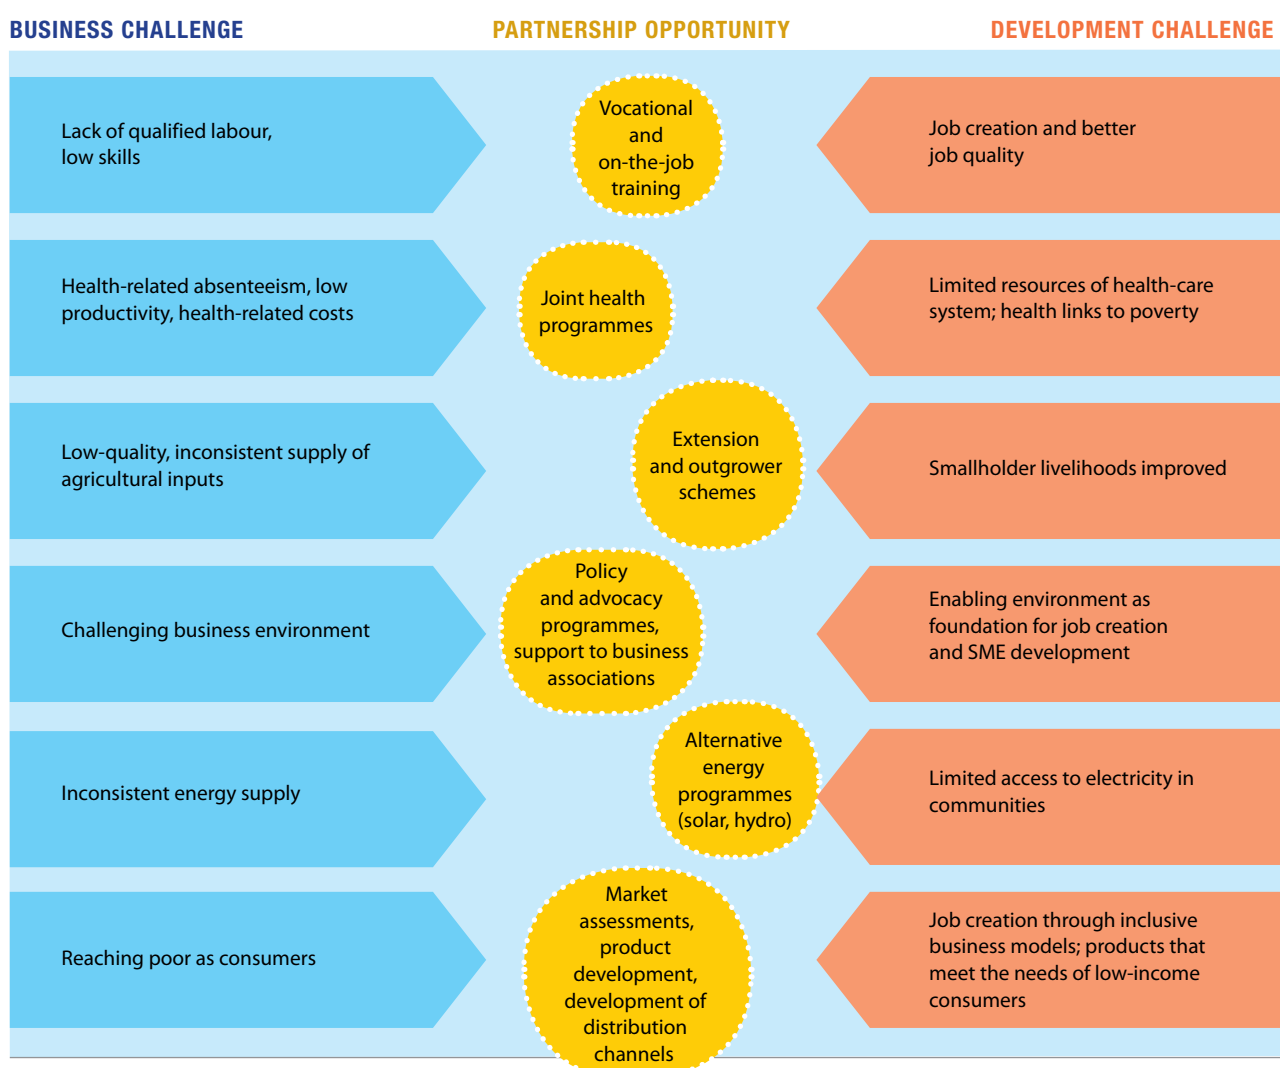 BUSINESS CHALLENGE
PARTNERSHIP OPPORTUNITY
DEVELOPMENT CHALLENGE
Lack of qualified labour,
low skills
Vocational
and
on-the-job
training
Job creation and better
job quality
Health-related absenteeism, low
productivity, health-related costs
Joint health
programmes
Limited resources of health-care
system; health links to poverty
Low-quality, inconsistent supply of
agricultural inputs
Extension
and outgrower
schemes
Smallholder livelihoods improved
Challenging business environment
Policy
and advocacy
programmes,
support to business
associations
Enabling environment as
foundation for job creation
and SME development
Inconsistent energy supply
Alternative
energy
programmes
(solar, hydro)
Limited access to electricity in
communities
Reaching poor as consumers
Market
assessments,
product
development,
development of
distribution
channels
Job creation through inclusive
business models; products that
meet the needs of low-income
consumers